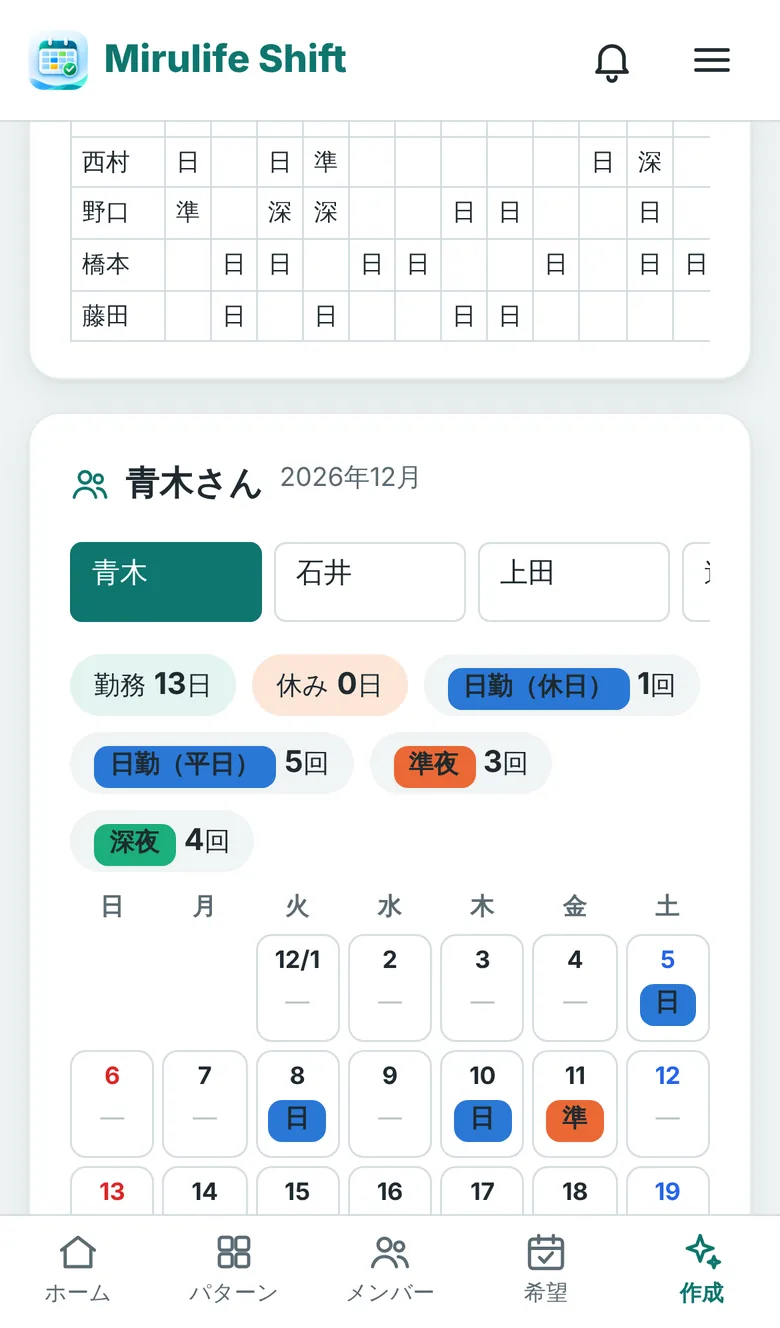 Mirulife Shift
西村 日 日 準 日 深
野口 準 深 深 日 日 日
橋本 日 日 日 日 日 日 日
藤田 日 日 日 日
青木さん 2026年12月
青木 石井 上田
勤務 13日 休み 0日 日勤（休日） 1回
日勤（平日） 5回 準夜 3回
深夜 4回
日 月 火 水 木 金 土
12/1 2 3 4 5
— — — — 日
6 7 8 9 10 11 12
— — 日 — 日 準 —
13 14 15 16 17 18 19
ホーム パターン メンバー 希望 作成